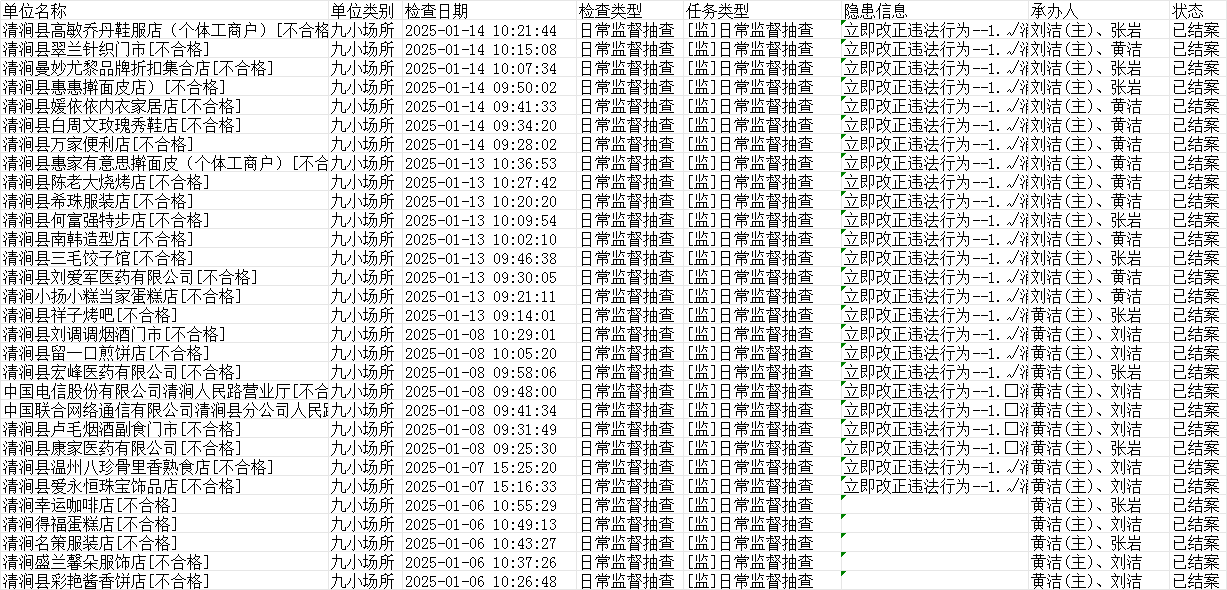 单位名称 单位类别 检查日期 检查类型 任务类型 隐患信息 承办人 状态
清涧县高敏乔丹鞋服店（个体工商户）[不合格 九小场所 2025-01-14 10:21:44 日常监督抽查 [监]日常监督抽查 立即改正违法行为--1. ✓ 刘洁(主)、张岩 已结案
清涧县翠兰针织门市[不合格] 九小场所 2025-01-14 10:15:08 日常监督抽查 [监]日常监督抽查 立即改正违法行为--1. ✓ 刘洁(主)、黄洁 已结案
清涧曼妙尤黎品牌折扣集合店[不合格] 九小场所 2025-01-14 10:07:34 日常监督抽查 [监]日常监督抽查 立即改正违法行为--1. ✓ 刘洁(主)、张岩 已结案
清涧县惠惠擀面皮店）[不合格] 九小场所 2025-01-14 09:50:02 日常监督抽查 [监]日常监督抽查 立即改正违法行为--1. ✓ 刘洁(主)、张岩 已结案
清涧县媛依依内衣家居店[不合格] 九小场所 2025-01-14 09:41:33 日常监督抽查 [监]日常监督抽查 立即改正违法行为--1. ✓ 刘洁(主)、黄洁 已结案
清涧县白周文玫瑰秀鞋店[不合格] 九小场所 2025-01-14 09:34:20 日常监督抽查 [监]日常监督抽查 立即改正违法行为--1. ✓ 刘洁(主)、黄洁 已结案
清涧县万家便利店[不合格] 九小场所 2025-01-14 09:28:02 日常监督抽查 [监]日常监督抽查 立即改正违法行为--1. ✓ 刘洁(主)、黄洁 已结案
清涧县惠家有意思擀面皮（个体工商户）[不合 九小场所 2025-01-13 10:36:53 日常监督抽查 [监]日常监督抽查 立即改正违法行为--1. ✓ 刘洁(主)、黄洁 已结案
清涧县陈老大烧烤店[不合格] 九小场所 2025-01-13 10:27:42 日常监督抽查 [监]日常监督抽查 立即改正违法行为--1. ✓ 刘洁(主)、黄洁 已结案
清涧县希珠服装店[不合格] 九小场所 2025-01-13 10:20:20 日常监督抽查 [监]日常监督抽查 立即改正违法行为--1. ✓ 刘洁(主)、黄洁 已结案
清涧县何富强特步店[不合格] 九小场所 2025-01-13 10:09:54 日常监督抽查 [监]日常监督抽查 立即改正违法行为--1. ✓ 刘洁(主)、张岩 已结案
清涧县南韩造型店[不合格] 九小场所 2025-01-13 10:02:10 日常监督抽查 [监]日常监督抽查 立即改正违法行为--1. ✓ 刘洁(主)、黄洁 已结案
清涧县三毛饺子馆[不合格] 九小场所 2025-01-13 09:46:38 日常监督抽查 [监]日常监督抽查 立即改正违法行为--1. ✓ 刘洁(主)、张岩 已结案
清涧县刘爱军医药有限公司[不合格] 九小场所 2025-01-13 09:30:05 日常监督抽查 [监]日常监督抽查 立即改正违法行为--1. ✓ 刘洁(主)、黄洁 已结案
清涧小扬小糕当家蛋糕店[不合格] 九小场所 2025-01-13 09:21:11 日常监督抽查 [监]日常监督抽查 立即改正违法行为--1. ✓ 刘洁(主)、黄洁 已结案
清涧县祥子烤吧[不合格] 九小场所 2025-01-13 09:14:01 日常监督抽查 [监]日常监督抽查 立即改正违法行为--1. ✓ 黄洁(主)、张岩 已结案
清涧县刘调调烟酒门市[不合格] 九小场所 2025-01-08 10:29:01 日常监督抽查 [监]日常监督抽查 立即改正违法行为--1. ✓ 黄洁(主)、刘洁 已结案
清涧县留一口煎饼店[不合格] 九小场所 2025-01-08 10:05:20 日常监督抽查 [监]日常监督抽查 立即改正违法行为--1. ✓ 黄洁(主)、刘洁 已结案
清涧县宏峰医药有限公司[不合格] 九小场所 2025-01-08 09:58:06 日常监督抽查 [监]日常监督抽查 立即改正违法行为--1. ✓ 黄洁(主)、张岩 已结案
中国电信股份有限公司清涧人民路营业厅[不合 九小场所 2025-01-08 09:48:00 日常监督抽查 [监]日常监督抽查 立即改正违法行为--1.□ 黄洁(主)、刘洁 已结案
中国联合网络通信有限公司清涧县分公司人民路 九小场所 2025-01-08 09:41:34 日常监督抽查 [监]日常监督抽查 立即改正违法行为--1.□ 黄洁(主)、刘洁 已结案
清涧县卢毛烟酒副食门市[不合格] 九小场所 2025-01-08 09:31:49 日常监督抽查 [监]日常监督抽查 立即改正违法行为--1.□ 黄洁(主)、刘洁 已结案
清涧县康家医药有限公司[不合格] 九小场所 2025-01-08 09:25:30 日常监督抽查 [监]日常监督抽查 立即改正违法行为--1.□ 黄洁(主)、张岩 已结案
清涧县温州八珍骨里香熟食店[不合格] 九小场所 2025-01-07 15:25:20 日常监督抽查 [监]日常监督抽查 立即改正违法行为--1. ✓ 黄洁(主)、刘洁 已结案
清涧县爱永恒珠宝饰品店[不合格] 九小场所 2025-01-07 15:16:33 日常监督抽查 [监]日常监督抽查 立即改正违法行为--1. ✓ 黄洁(主)、刘洁 已结案
清涧幸运咖啡店[不合格] 九小场所 2025-01-06 10:55:29 日常监督抽查 [监]日常监督抽查 黄洁(主)、张岩 已结案
清涧得福蛋糕店[不合格] 九小场所 2025-01-06 10:49:13 日常监督抽查 [监]日常监督抽查 黄洁(主)、刘洁 已结案
清涧名策服装店[不合格] 九小场所 2025-01-06 10:43:27 日常监督抽查 [监]日常监督抽查 黄洁(主)、张岩 已结案
清涧盛兰馨朵服饰店[不合格] 九小场所 2025-01-06 10:37:26 日常监督抽查 [监]日常监督抽查 黄洁(主)、刘洁 已结案
清涧县彩艳酱香饼店[不合格] 九小场所 2025-01-06 10:26:48 日常监督抽查 [监]日常监督抽查 黄洁(主)、刘洁 已结案